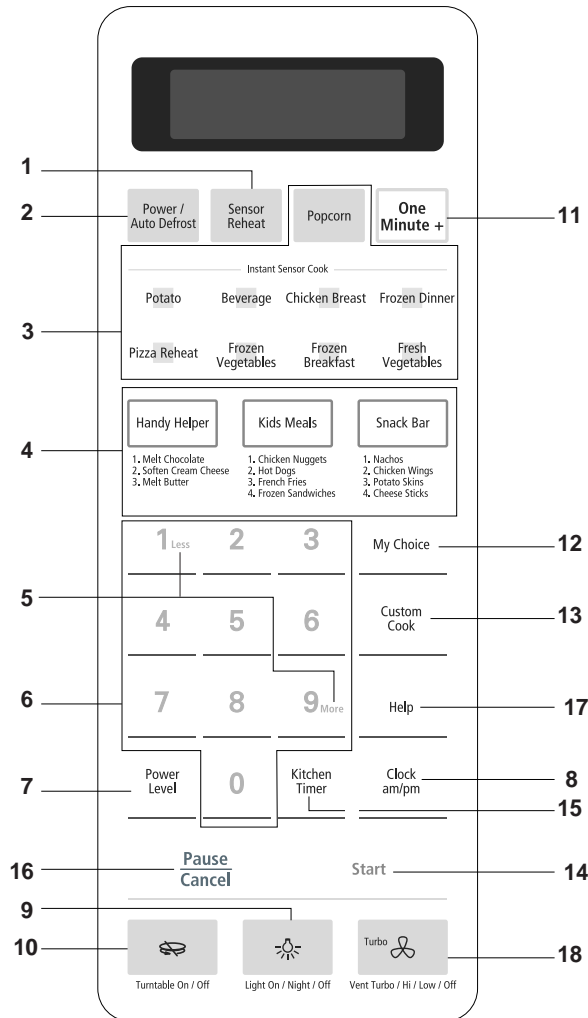 1
2
Power / Auto Defrost
Sensor Reheat
Popcorn
One Minute +
11
Instant Sensor Cook
3
Potato
Beverage
Chicken Breast
Frozen Dinner
Pizza Reheat
Frozen Vegetables
Frozen Breakfast
Fresh Vegetables
4
Handy Helper
Kids Meals
Snack Bar
1. Melt Chocolate
2. Soften Cream Cheese
3. Melt Butter
1. Chicken Nuggets
2. Hot Dogs
3. French Fries
4. Frozen Sandwiches
1. Nachos
2. Chicken Wings
3. Potato Skins
4. Cheese Sticks
1 Less
2
3
My Choice
12
5
4
5
6
Custom Cook
13
6
7
8
9 More
Help
17
7
Power Level
0
Kitchen Timer
Clock am/pm
8
15
16
Pause
Cancel
Start
14
9
10
Turbo
18
Turntable On / Off
Light On / Night / Off
Vent Turbo / Hi / Low / Off